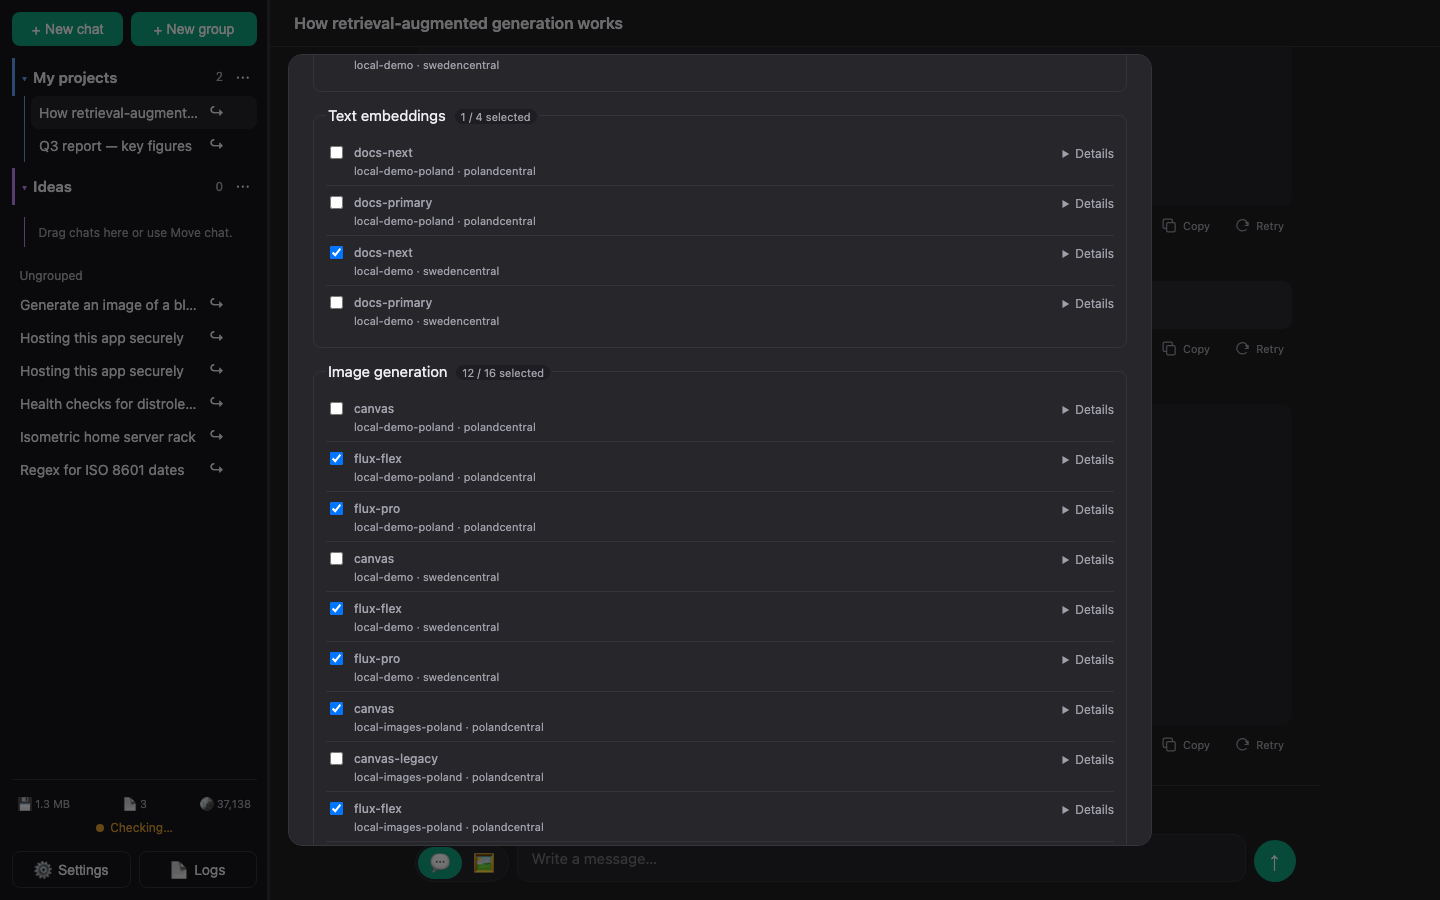 + New chat
+ New group
My projects
2
How retrieval-augment...
Q3 report — key figures
Ideas
0
Drag chats here or use Move chat.
Ungrouped
Generate an image of a bl...
Hosting this app securely
Hosting this app securely
Health checks for distrole...
Isometric home server rack
Regex for ISO 8601 dates
1.3 MB
3
37,138
Checking...
Settings
Logs
How retrieval-augmented generation works
local-demo · swedencentral
Text embeddings
1 / 4 selected
docs-next
Details
local-demo-poland · polandcentral
docs-primary
Details
local-demo-poland · polandcentral
docs-next
Details
local-demo · swedencentral
docs-primary
Details
local-demo · swedencentral
Image generation
12 / 16 selected
canvas
Details
local-demo-poland · polandcentral
flux-flex
Details
local-demo-poland · polandcentral
flux-pro
Details
local-demo-poland · polandcentral
canvas
Details
local-demo · swedencentral
flux-flex
Details
local-demo · swedencentral
flux-pro
Details
local-demo · swedencentral
canvas
Details
local-images-poland · polandcentral
canvas-legacy
Details
local-images-poland · polandcentral
flux-flex
Details
local-images-poland · polandcentral
Copy
Retry
Copy
Retry
Copy
Retry
Write a message...